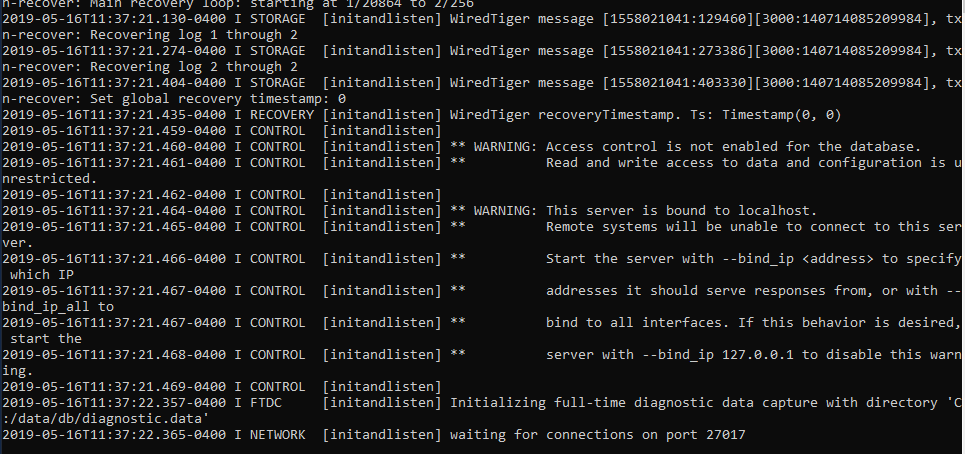 n-recover: Main recovery loop: starting at 1/20864 to 2/256
2019-05-16T11:37:21.130-0400 I STORAGE  [initandlisten] WiredTiger message [1558021041:129460][3000:140714085209984], tx
n-recover: Recovering log 1 through 2
2019-05-16T11:37:21.274-0400 I STORAGE  [initandlisten] WiredTiger message [1558021041:273386][3000:140714085209984], tx
n-recover: Recovering log 2 through 2
2019-05-16T11:37:21.404-0400 I STORAGE  [initandlisten] WiredTiger message [1558021041:403330][3000:140714085209984], tx
n-recover: Set global recovery timestamp: 0
2019-05-16T11:37:21.435-0400 I RECOVERY [initandlisten] WiredTiger recoveryTimestamp. Ts: Timestamp(0, 0)
2019-05-16T11:37:21.459-0400 I CONTROL  [initandlisten]
2019-05-16T11:37:21.460-0400 I CONTROL  [initandlisten] ** WARNING: Access control is not enabled for the database.
2019-05-16T11:37:21.461-0400 I CONTROL  [initandlisten] **          Read and write access to data and configuration is u
nrestricted.
2019-05-16T11:37:21.462-0400 I CONTROL  [initandlisten]
2019-05-16T11:37:21.464-0400 I CONTROL  [initandlisten] ** WARNING: This server is bound to localhost.
2019-05-16T11:37:21.465-0400 I CONTROL  [initandlisten] **          Remote systems will be unable to connect to this ser
ver.
2019-05-16T11:37:21.466-0400 I CONTROL  [initandlisten] **          Start the server with --bind_ip <address> to specify
 which IP
2019-05-16T11:37:21.467-0400 I CONTROL  [initandlisten] **          addresses it should serve responses from, or with --
bind_ip_all to
2019-05-16T11:37:21.467-0400 I CONTROL  [initandlisten] **          bind to all interfaces. If this behavior is desired,
 start the
2019-05-16T11:37:21.468-0400 I CONTROL  [initandlisten] **          server with --bind_ip 127.0.0.1 to disable this warn
ing.
2019-05-16T11:37:21.469-0400 I CONTROL  [initandlisten]
2019-05-16T11:37:22.357-0400 I FTDC     [initandlisten] Initializing full-time diagnostic data capture with directory 'C
:/data/db/diagnostic.data'
2019-05-16T11:37:22.365-0400 I NETWORK  [initandlisten] waiting for connections on port 27017